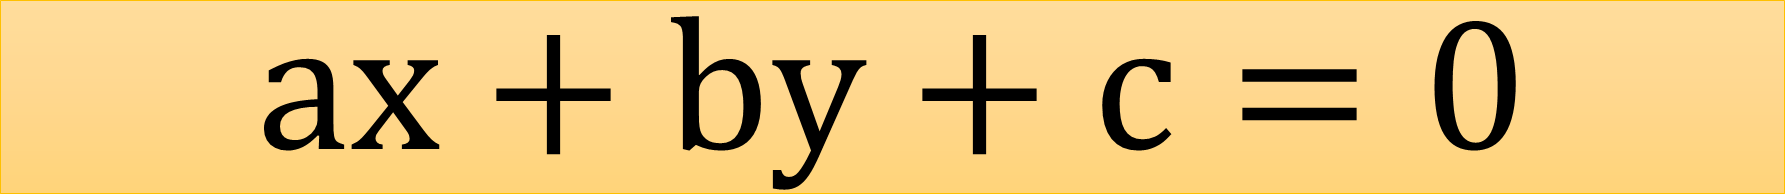 ax + by + c = 0